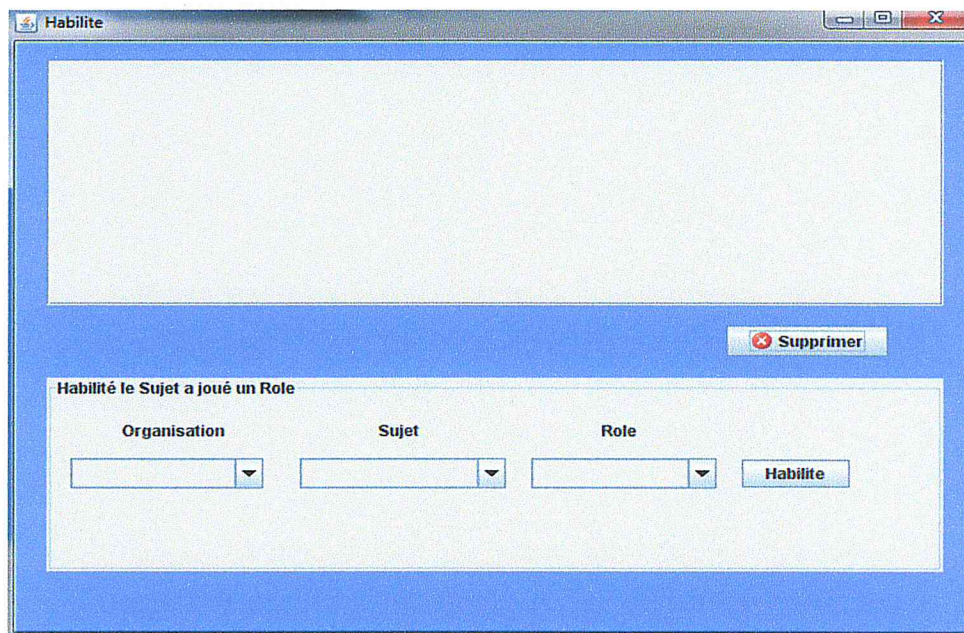 Habilite
Supprimer
Habilité le Sujet a joué un Role
Organisation Sujet Role
Habilite